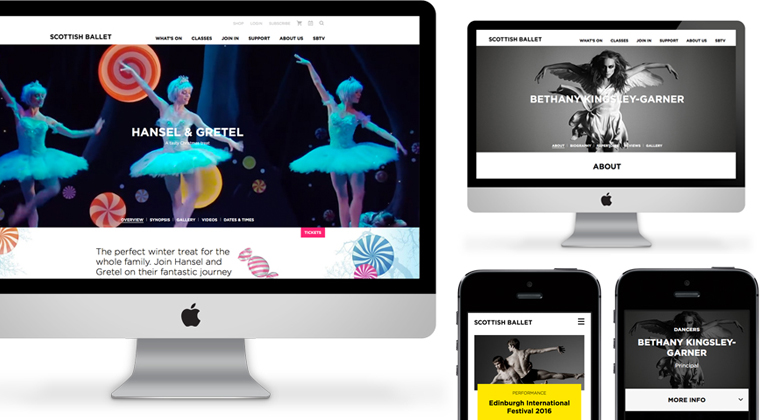 SHOP LOGIN SUBSCRIBE
SCOTTISH BALLET
WHAT'S ON CLASSES JOIN IN SUPPORT ABOUT US SBTV
HANSEL & GRETEL
OVERVIEW | SYNOPSIS | GALLERY | VIDEOS | DATES & TIMES
TICKETS
The perfect winter treat for the
whole family. Join Hansel and
Gretel on their fantastic journey
SCOTTISH BALLET
WHAT'S ON CLASSES JOIN IN SUPPORT ABOUT US SBTV
BETHANY KINGSLEY-GARNER
ABOUT | BIOGRAPHY | VIDEOS | GALLERY
ABOUT
SCOTTISH BALLET
PERFORMANCE
Edinburgh International
Festival 2016
DANCERS
BETHANY KINGSLEY-
GARNER
Principal
MORE INFO